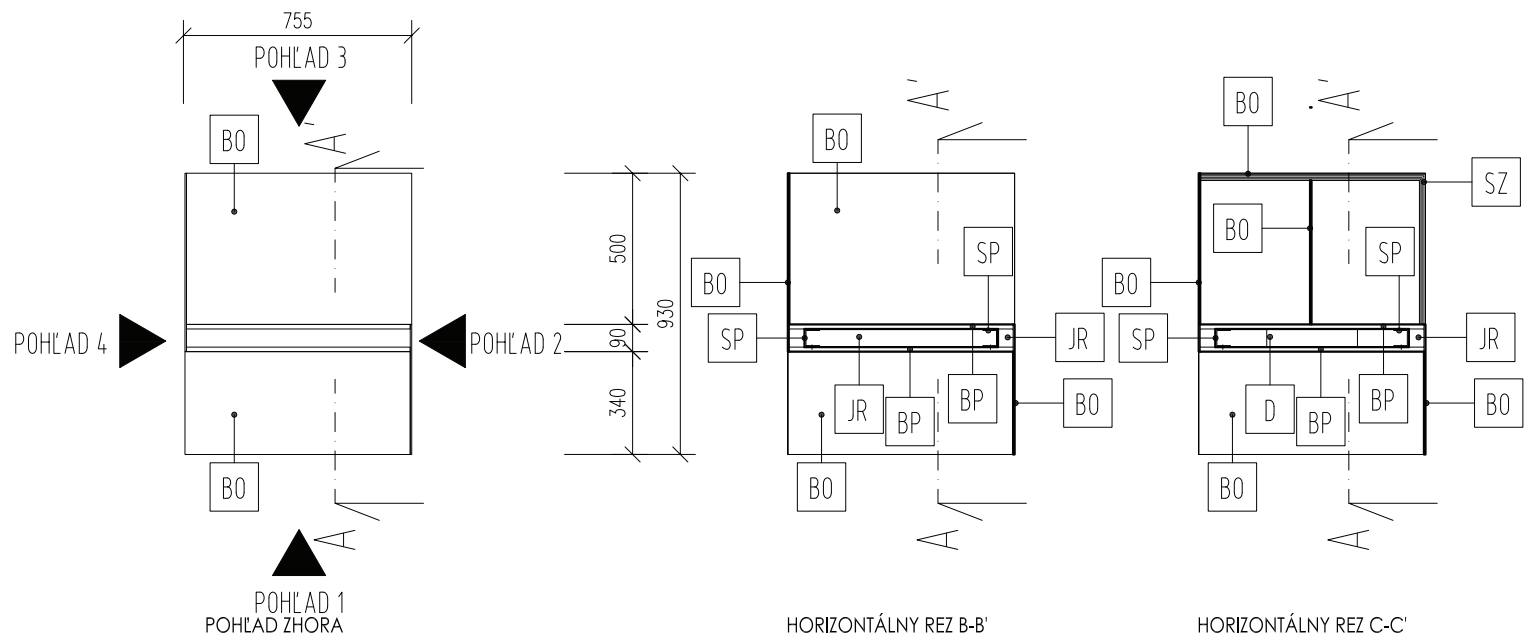 755
POHĽAD 3
A'
BO
500
90
340
930
POHĽAD 4
POHĽAD 2
BO
A
POHĽAD 1
POHĽAD ZHORA
A'
BO
SP
BO
SP
JR
JR
BP
BP
BO
BO
A
HORIZONTÁLNY REZ B-B'
A'
BO
SZ
BO
SP
BO
SP
JR
D
BP
BP
BO
BO
A
HORIZONTÁLNY REZ C-C'